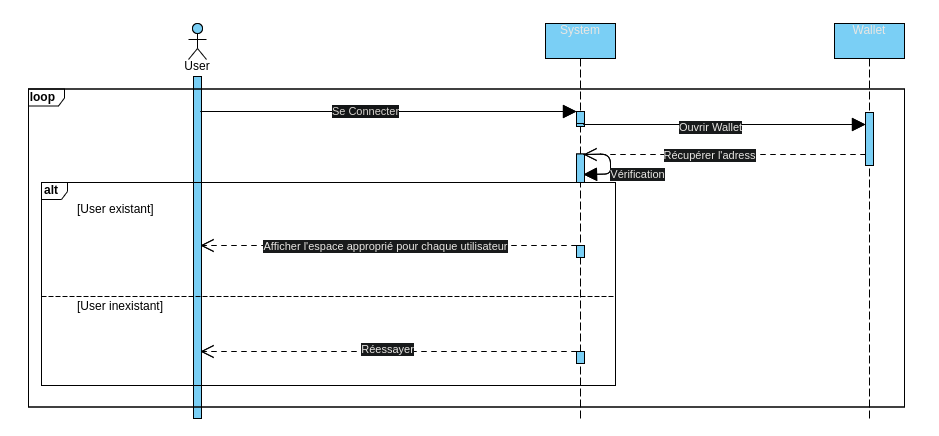 System
Wallet
User
loop
Se Connecter
Ouvrir Wallet
Récupérer l'adress
Vérification
alt
[User existant]
Afficher l'espace approprié pour chaque utilisateur
[User inexistant]
Réessayer